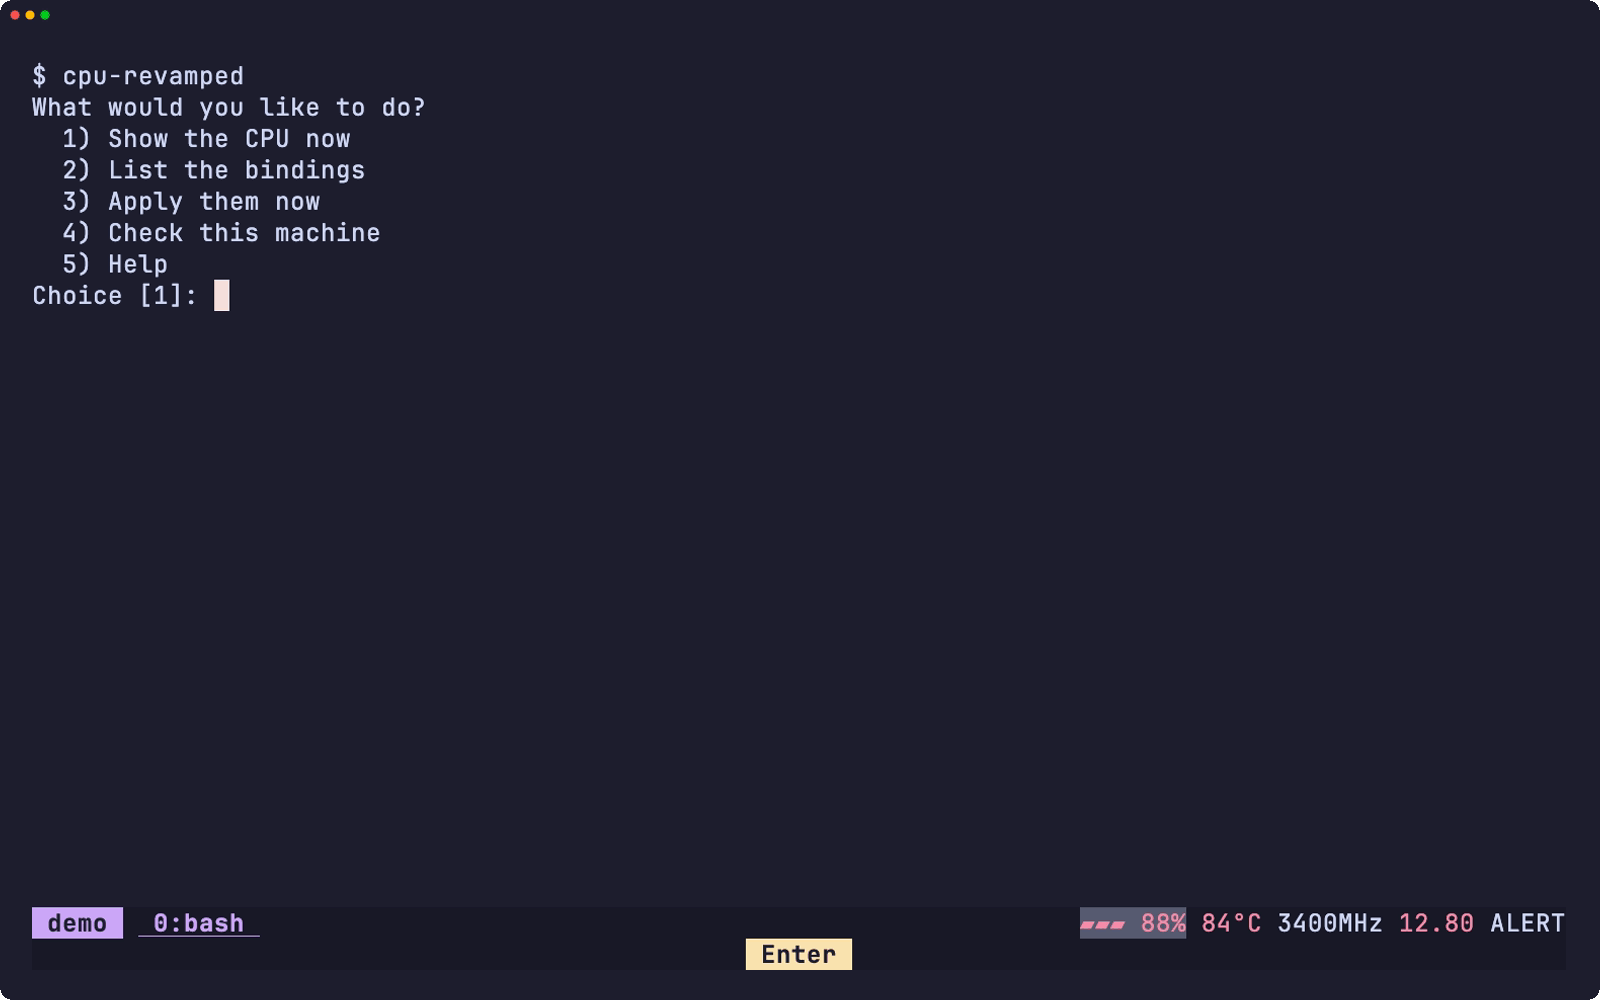 $ cpu-revamped
What would you like to do?
  1) Show the CPU now
  2) List the bindings
  3) Apply them now
  4) Check this machine
  5) Help
Choice [1]:
demo 0:bash ▰▰▰ 88% 84°C 3400MHz 12.80 ALERT
Enter